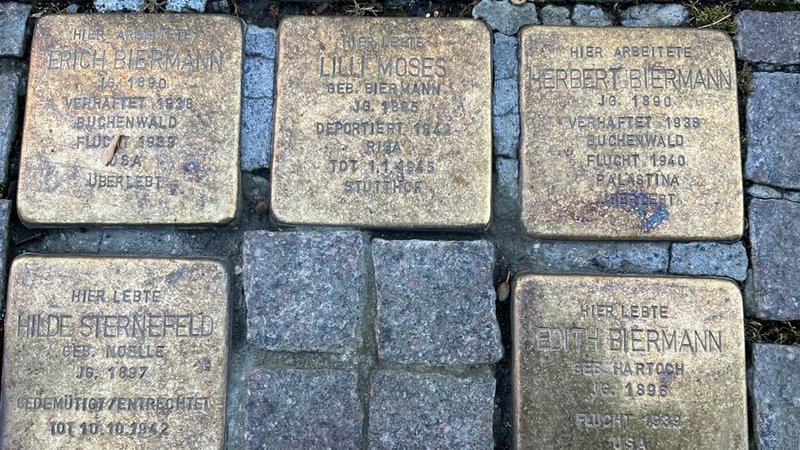 HIER ARBEITETE
ERICH BIERMANN
JG. 1890
VERHAFTET 1938
BUCHENWALD
FLUCHT 1939
USA
ÜBERLEBT
HIER LEBTE
LILLI MOSES
GEB. BIERMANN
JG. 1885
DEPORTIERT 1942
RIGA
TOT 1.1.1945
STUTTHOF
HIER ARBEITETE
HERBERT BIERMANN
JG. 1890
VERHAFTET 1938
BUCHENWALD
FLUCHT 1940
PALÄSTINA
ÜBERLEBT
HIER LEBTE
HILDE STERNEFELD
GEB. NOELLE
JG. 1897
GEDEMÜTIGT/ENTRECHTET
TOT 10.10.1942
HIER LEBTE
EDITH BIERMANN
GEB. HARTOCH
JG. 1896
FLUCHT 1939
USA